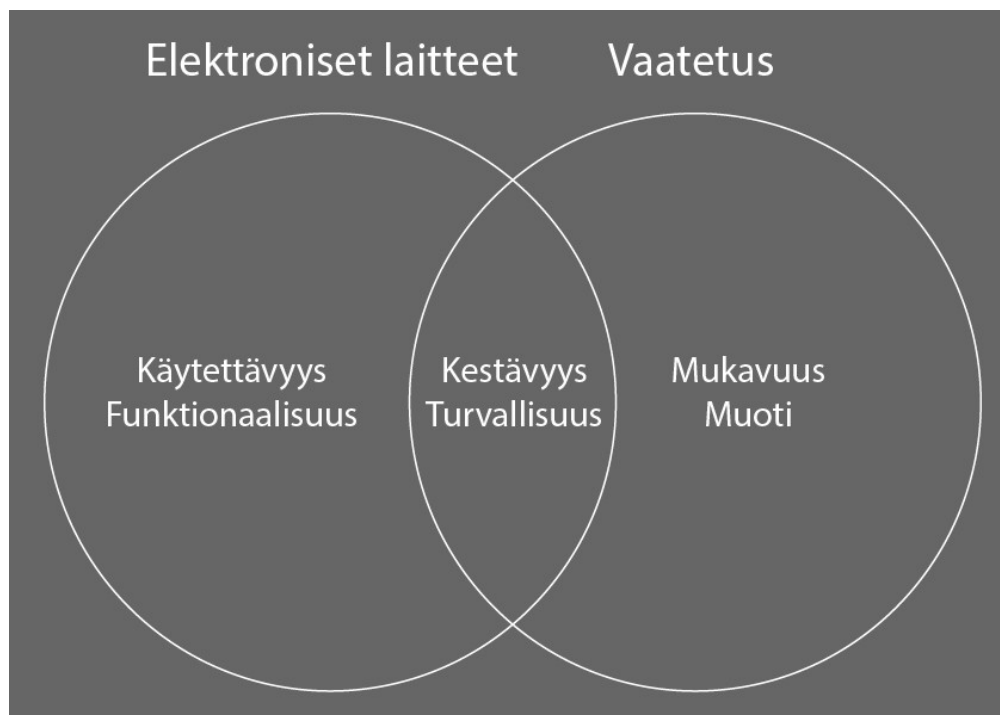 Elektroniset laitteet
Vaatetus
Käytettävyys
Funktionaalisuus
Kestävyys
Turvallisuus
Mukavuus
Muoti